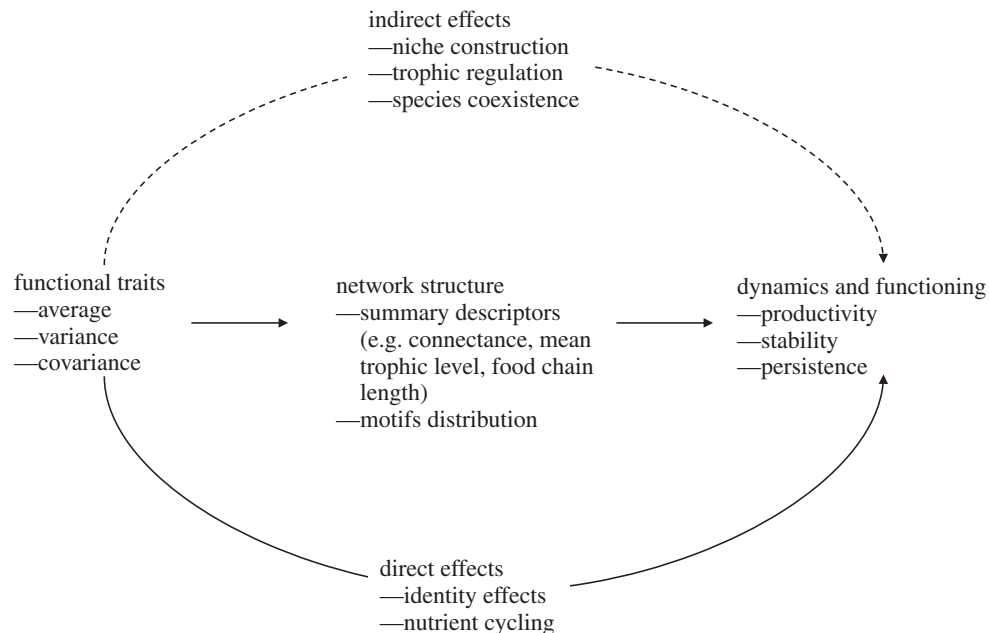 indirect effects
—niche construction
—trophic regulation
—species coexistence
functional traits
—average
—variance
—covariance
network structure
—summary descriptors
(e.g. connectance, mean
trophic level, food chain
length)
—motifs distribution
dynamics and functioning
—productivity
—stability
—persistence
direct effects
—identity effects
—nutrient cycling